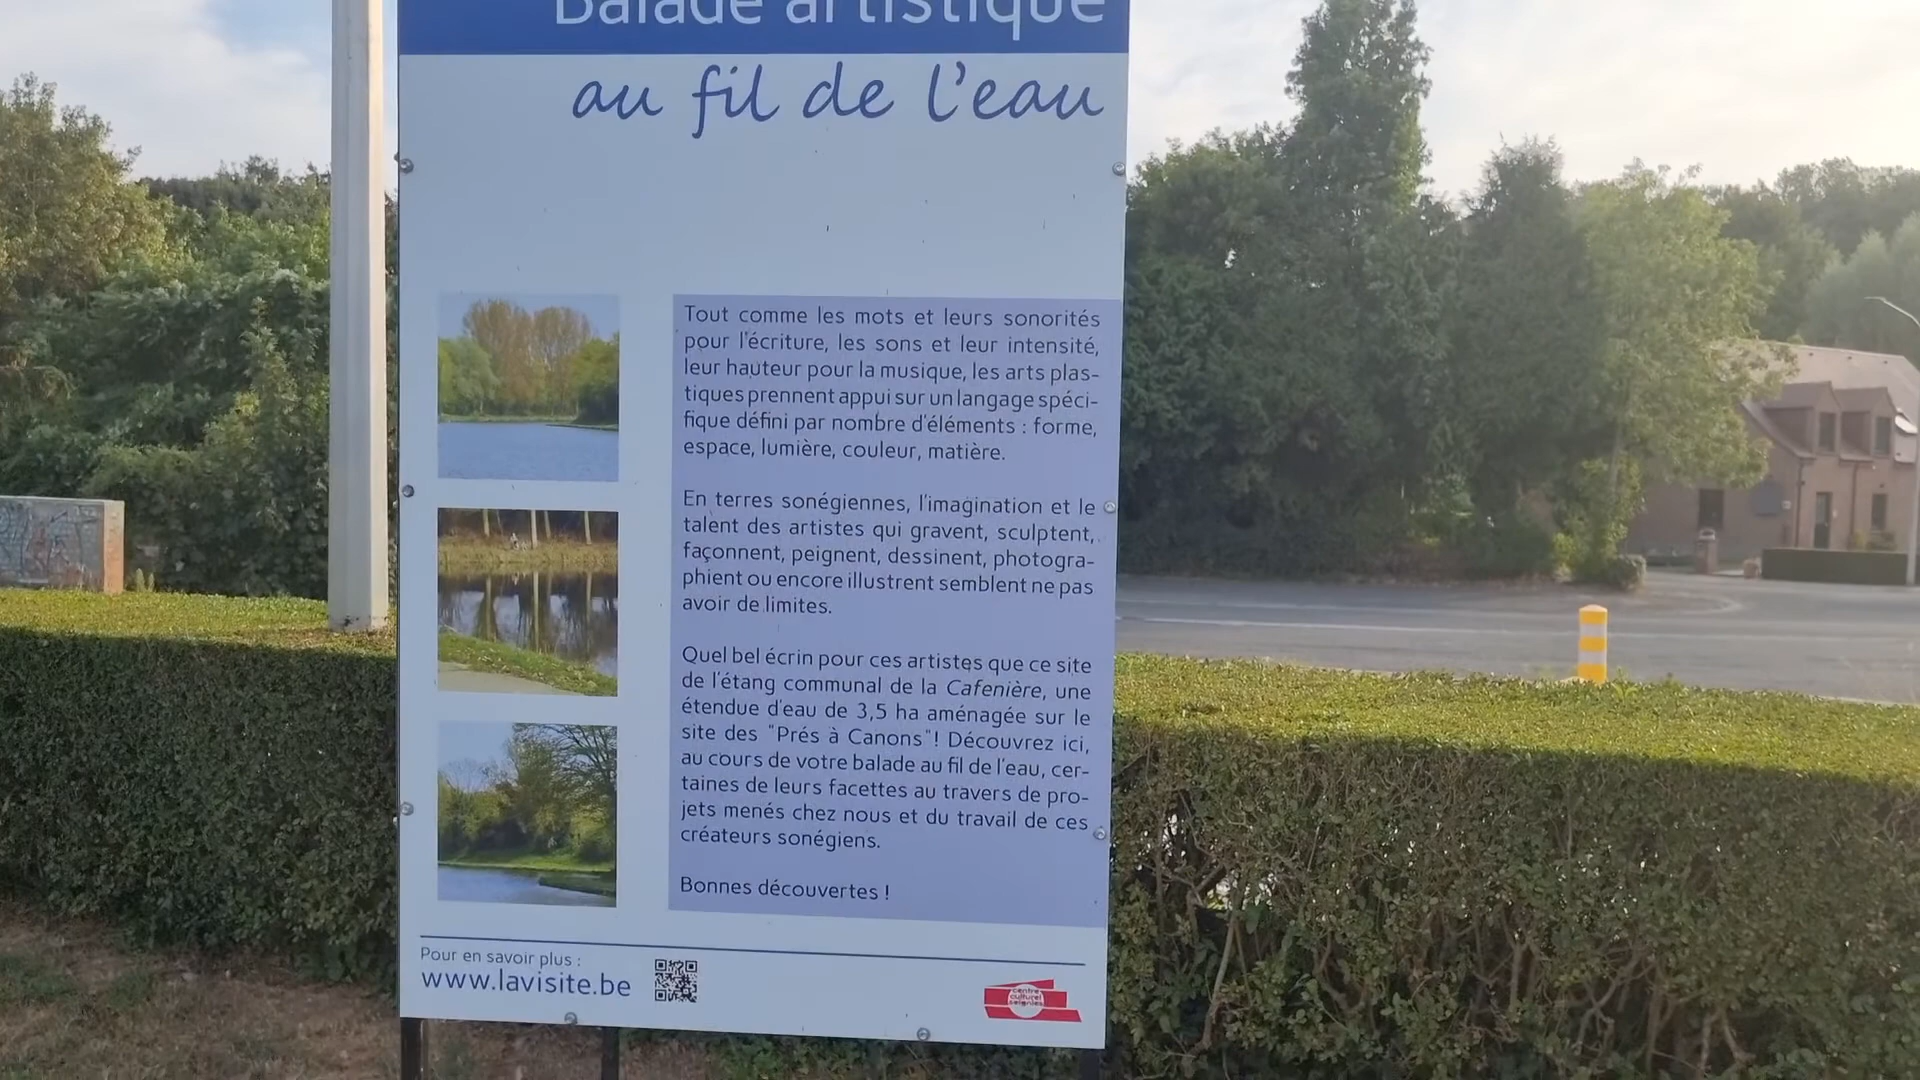 Balade artistique
au fil de l'eau
Tout comme les mots et leurs sonorités
pour l'écriture, les sons et leur intensité,
leur hauteur pour la musique, les arts plas-
tiques prennent appui sur un langage spéci-
fique défini par nombre d'éléments : forme,
espace, lumière, couleur, matière.
En terres sonégiennes, l'imagination et le
talent des artistes qui gravent, sculptent,
façonnent, peignent, dessinent, photogra-
phient ou encore illustrent semblent ne pas
avoir de limites.
Quel bel écrin pour ces artistes que ce site
de l'étang communal de la Cafenière, une
étendue d'eau de 3,5 ha aménagée sur le
site des "Prés à Canons"! Découvrez ici,
au cours de votre balade au fil de l'eau, cer-
taines de leurs facettes au travers de pro-
jets menés chez nous et du travail de ces
créateurs sonégiens.
Bonnes découvertes !
Pour en savoir plus :
www.lavisite.be
centre
culturel
soignies